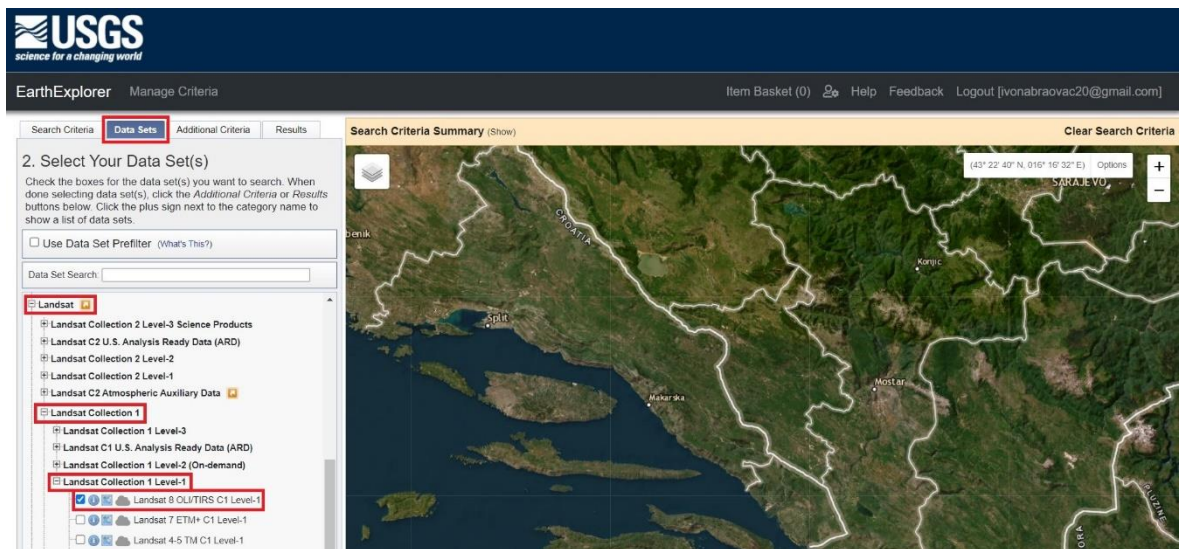 USGS
science for a changing world
EarthExplorer Manage Criteria Item Basket (0) Help Feedback Logout [ivonabraovac20@gmail.com]
Search Criteria Data Sets Additional Criteria Results
2. Select Your Data Set(s)
Check the boxes for the data set(s) you want to search. When
done selecting data set(s), click the Additional Criteria or Results
buttons below. Click the plus sign next to the category name to
show a list of data sets.
Use Data Set Prefilter (What's This?)
Data Set Search:
Landsat
Landsat Collection 2 Level-3 Science Products
Landsat C2 U.S. Analysis Ready Data (ARD)
Landsat Collection 2 Level-2
Landsat Collection 2 Level-1
Landsat C2 Atmospheric Auxiliary Data
Landsat Collection 1
Landsat Collection 1 Level-3
Landsat C1 U.S. Analysis Ready Data (ARD)
Landsat Collection 1 Level-2 (On-demand)
Landsat Collection 1 Level-1
Landsat 8 OLI/TIRS C1 Level-1
Landsat 7 ETM+ C1 Level-1
Landsat 4-5 TM C1 Level-1
Search Criteria Summary (Show) Clear Search Criteria
(43° 22' 40" N, 016° 16' 32" E) Options
+
−
SARAJEVO
CROATIA
benik
Konjic
Split
Mostar
Makarska
PLUZINE
ORA